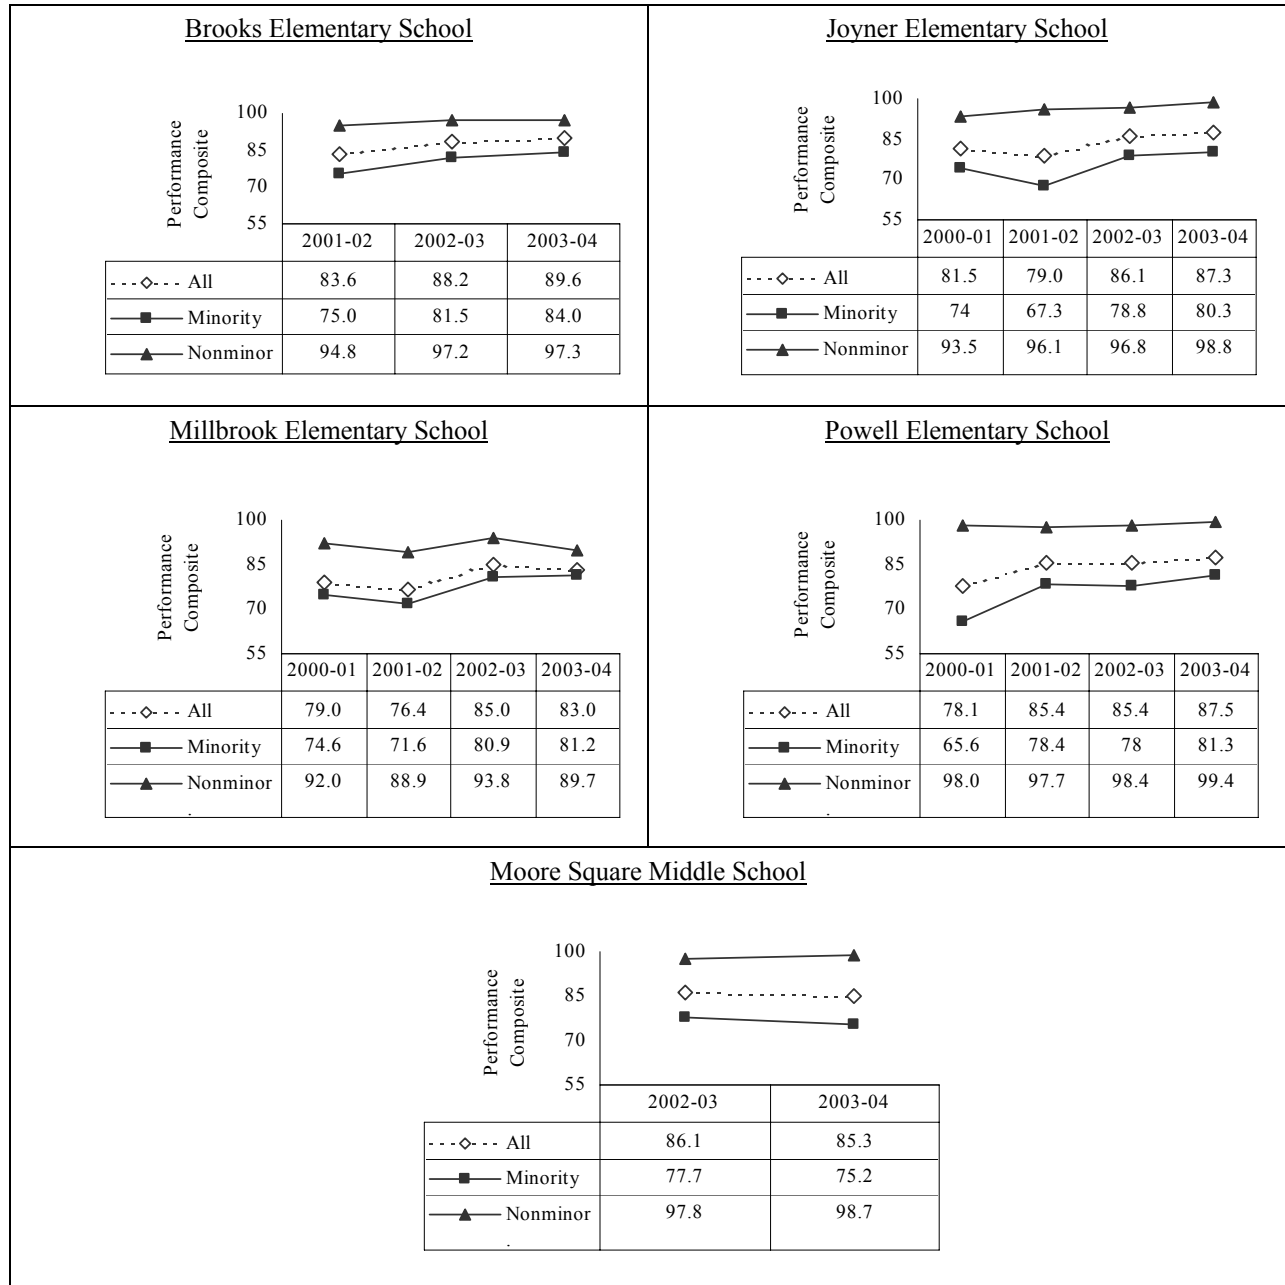 Brooks Elementary School
Performance
Composite
100
85
70
55
2001-02 2002-03 2003-04
All 83.6 88.2 89.6
Minority 75.0 81.5 84.0
Nonminor 94.8 97.2 97.3
Joyner Elementary School
Performance
Composite
100
85
70
55
2000-01 2001-02 2002-03 2003-04
All 81.5 79.0 86.1 87.3
Minority 74 67.3 78.8 80.3
Nonminor 93.5 96.1 96.8 98.8
Millbrook Elementary School
Performance
Composite
100
85
70
55
2000-01 2001-02 2002-03 2003-04
All 79.0 76.4 85.0 83.0
Minority 74.6 71.6 80.9 81.2
Nonminor 92.0 88.9 93.8 89.7
.
Powell Elementary School
Performance
Composite
100
85
70
55
2000-01 2001-02 2002-03 2003-04
All 78.1 85.4 85.4 87.5
Minority 65.6 78.4 78 81.3
Nonminor 98.0 97.7 98.4 99.4
.
Moore Square Middle School
Performance
Composite
100
85
70
55
2002-03 2003-04
All 86.1 85.3
Minority 77.7 75.2
Nonminor 97.8 98.7
.